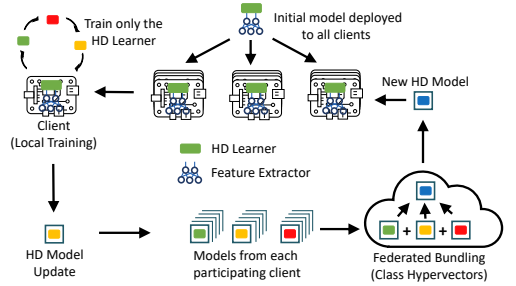 Train only the
HD Learner
Initial model deployed
to all clients
New HD Model
Client
(Local Training)
HD Learner
Feature Extractor
HD Model
Update
Models from each
participating client
+ +
Federated Bundling
(Class Hypervectors)